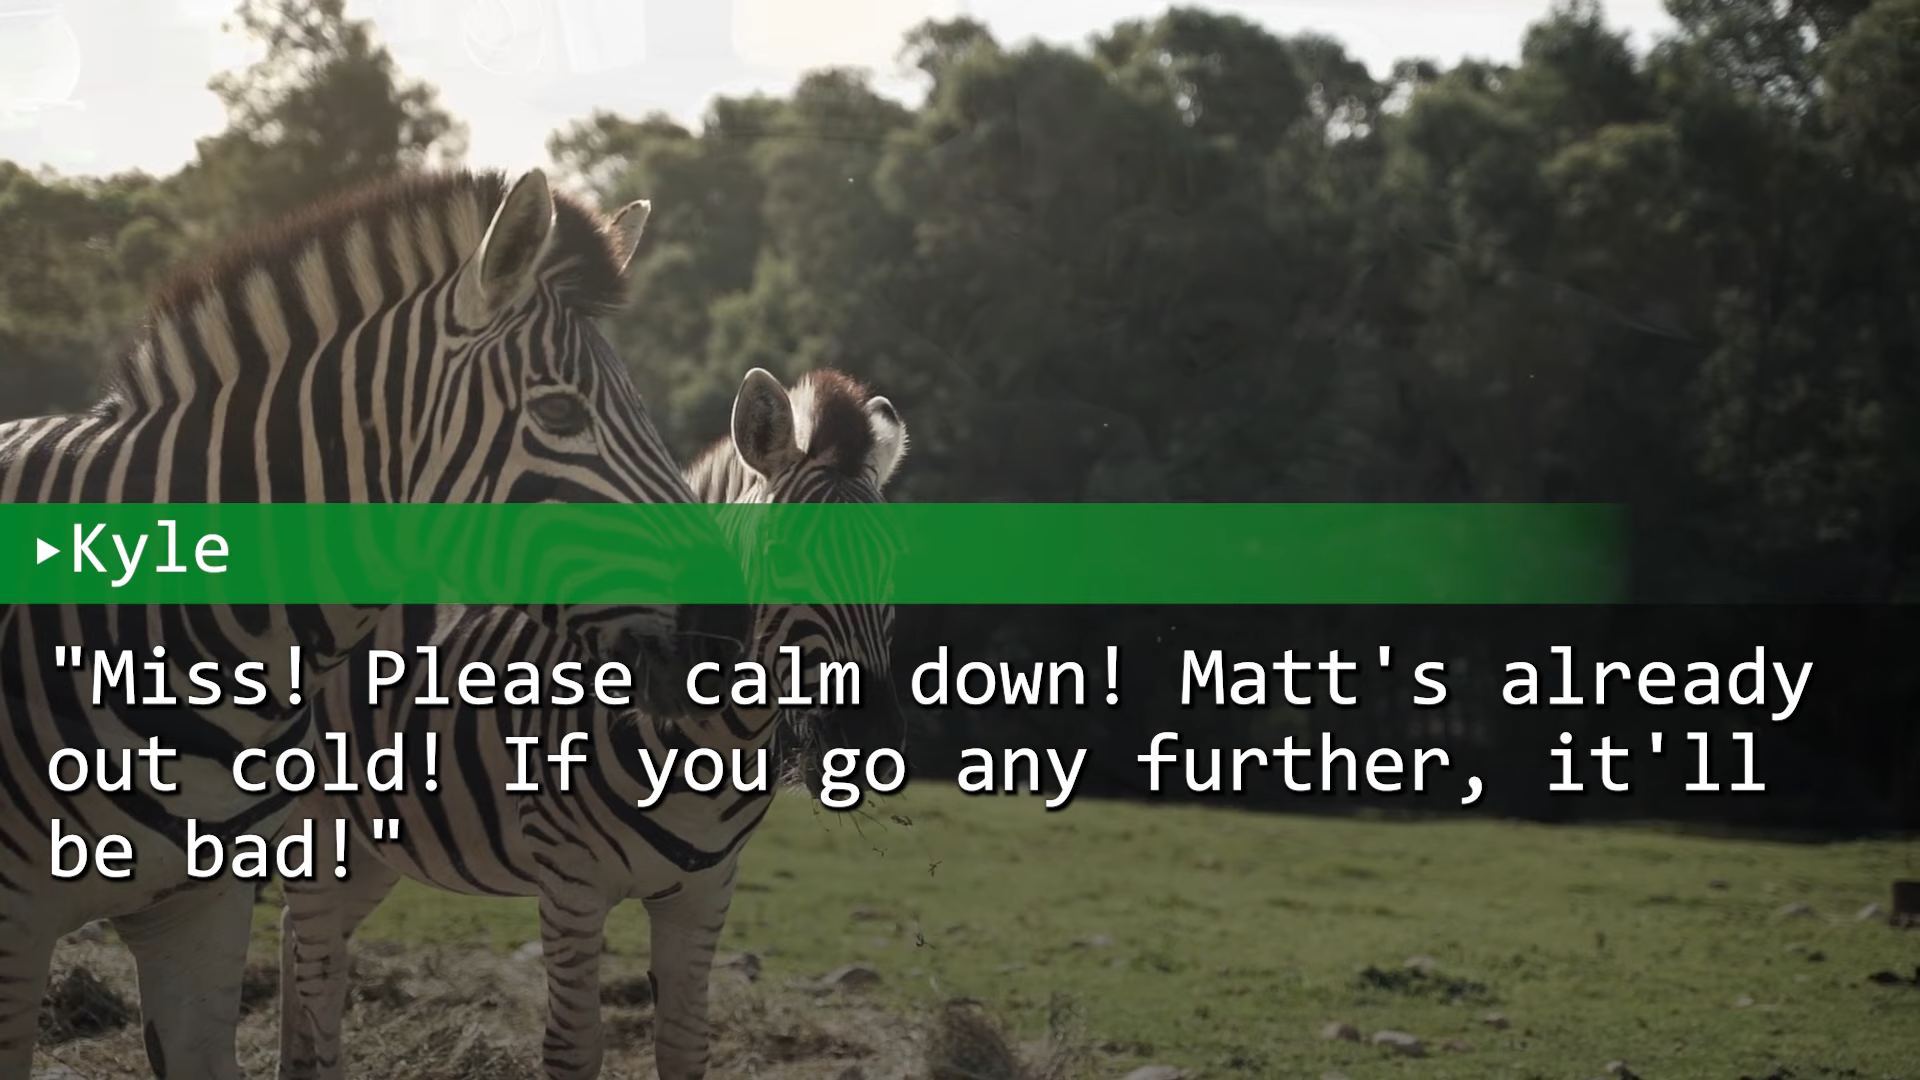 ▶Kyle
"Miss! Please calm down! Matt's already
out cold! If you go any further, it'll
be bad!"